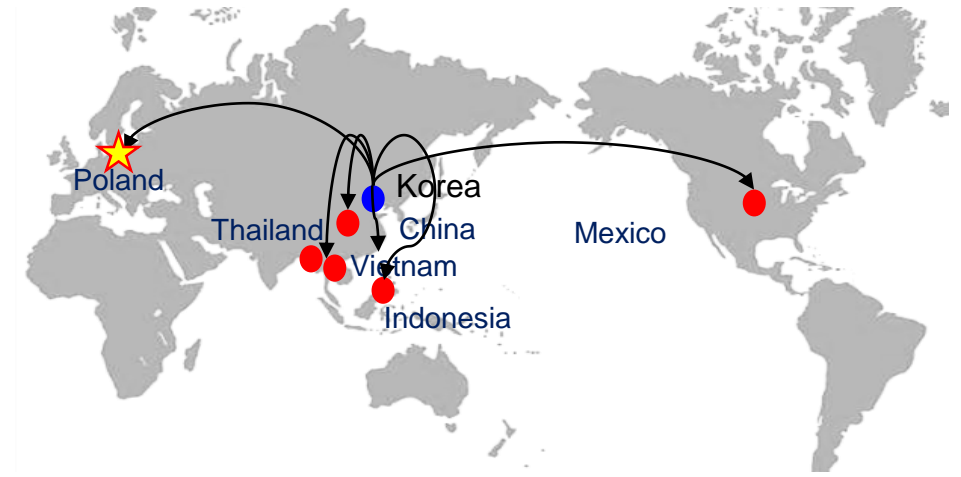 Poland
Korea
Thailand
China
Mexico
Vietnam
Indonesia